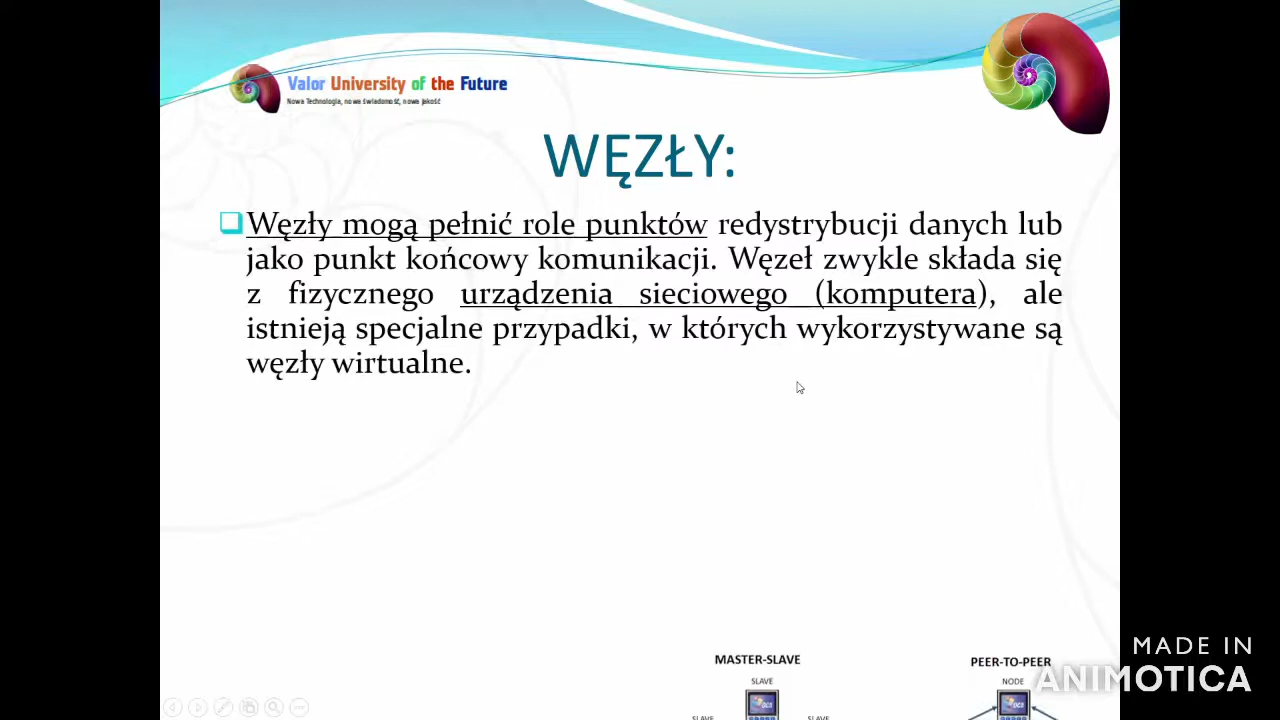 Valor University of the Future
Nowa Technologia, nowa świadomość, nowa jakość
WĘZŁY:
Węzły mogą pełnić role punktów redystrybucji danych lub
jako punkt końcowy komunikacji. Węzeł zwykle składa się
z fizycznego urządzenia sieciowego (komputera), ale
istnieją specjalne przypadki, w których wykorzystywane są
węzły wirtualne.
MADE IN
ANIMOTICA
MASTER-SLAVE
PEER-TO-PEER
SLAVE
NODE
SLAVE
SLAVE